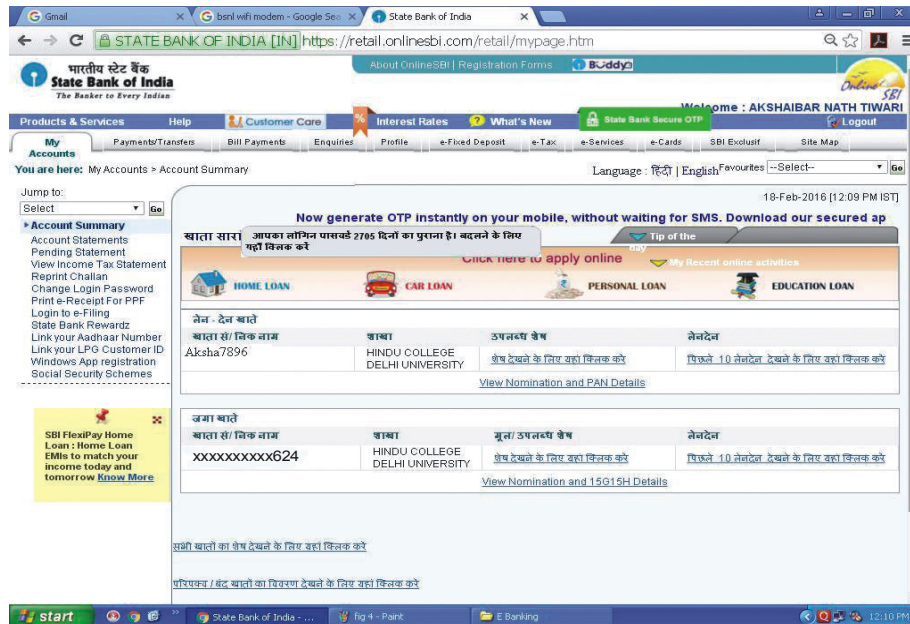 Gmail
bsnl wifi modem - Google Sea
State Bank of India
STATE BANK OF INDIA [IN] https://retail.onlinesbi.com/retail/mypage.htm
About OnlineSBI | Registration Forms
Buddy
भारतीय स्टेट बैंक
State Bank of India
The Banker to Every Indian
Online SBI
Welcome : AKSHAIBAR NATH TIWARI
Products & Services Help Customer Care % Interest Rates What's New State Bank Secure OTP Logout
My Accounts Payments/Transfers Bill Payments Enquiries Profile e-Fixed Deposit e-Tax e-Services e-Cards SBI Exclusif Site Map
You are here: My Accounts > Account Summary
Language : हिंदी | English Favourites --Select-- Go
Jump to:
Select Go
Account Summary
Account Statements
Pending Statement
View Income Tax Statement
Reprint Challan
Change Login Password
Print e-Receipt For PPF
Login to e-Filing
State Bank Rewardz
Link your Aadhaar Number
Link your LPG Customer ID
Windows App registration
Social Security Schemes
SBI FlexiPay Home
Loan : Home Loan
EMIs to match your
income today and
tomorrow Know More
18-Feb-2016 [12:09 PM IST]
Now generate OTP instantly on your mobile, without waiting for SMS. Download our secured ap
खाता सारां
आपका लॉगिन पासवर्ड 2705 दिनों का पुराना है। बदलने के लिए
यहाँ क्लिक करे
Tip of the
day
Click here to apply online
My Recent online activities
HOME LOAN CAR LOAN PERSONAL LOAN EDUCATION LOAN
लेन - देन खाते
खाता सं/ निक नाम शाखा उपलब्ध शेष लेनदेन
Aksha7896 HINDU COLLEGE शेष देखने के लिए यहां क्लिक करे पिछले 10 लेनदेन देखने के लिए यहां क्लिक करे
DELHI UNIVERSITY
View Nomination and PAN Details
जमा खाते
खाता सं/ निक नाम शाखा मूल/ उपलब्ध शेष लेनदेन
xxxxxxxxxx624 HINDU COLLEGE शेष देखने के लिए यहां क्लिक करे पिछले 10 लेनदेन देखने के लिए यहां क्लिक करे
DELHI UNIVERSITY
View Nomination and 15G15H Details
सभी खातों का शेष देखने के लिए यहां क्लिक करे
परिपक्व / बंद खातों का विवरण देखने के लिए यहां क्लिक करे
start State Bank of India - ... fig 4 - Paint E Banking 12:10 PM